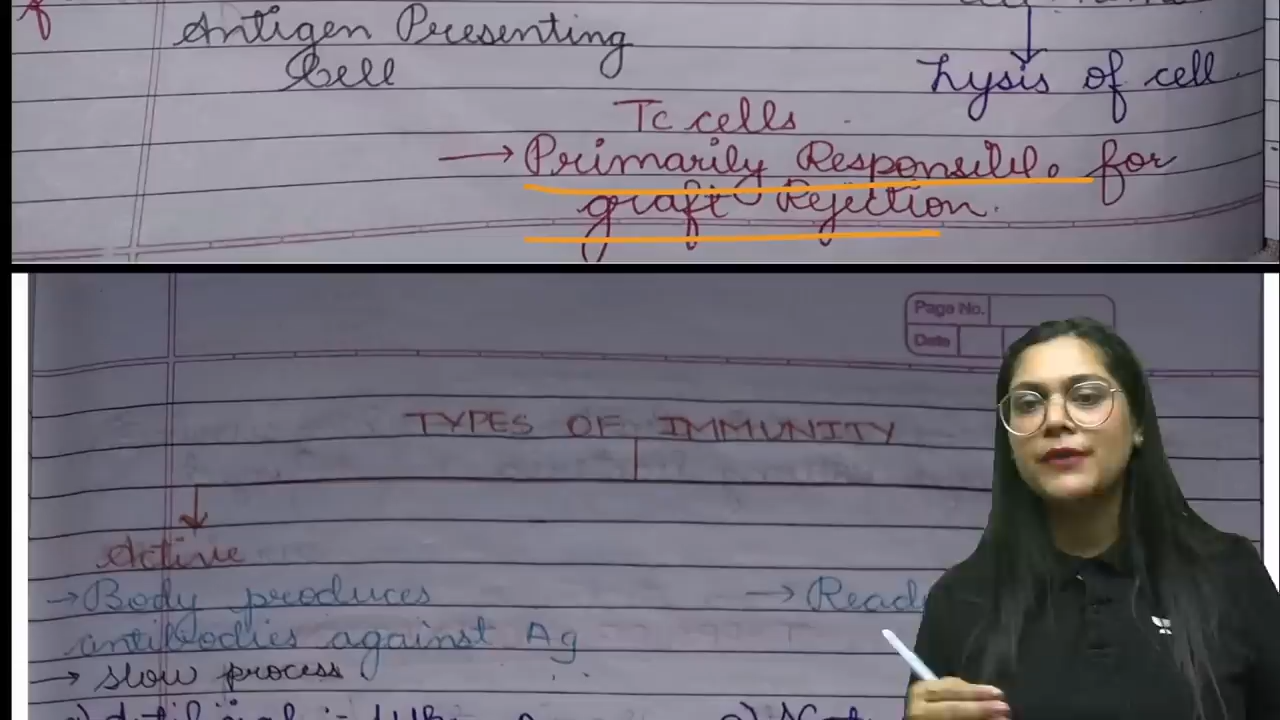 Antigen Presenting
Cell
Lysis of cell
Tc cells
→ Primarily Responsible for
graft Rejection.
Page No.
Date
TYPES OF IMMUNITY
Active
→ Body produces
antibodies against Ag
→ slow process
→ Ready